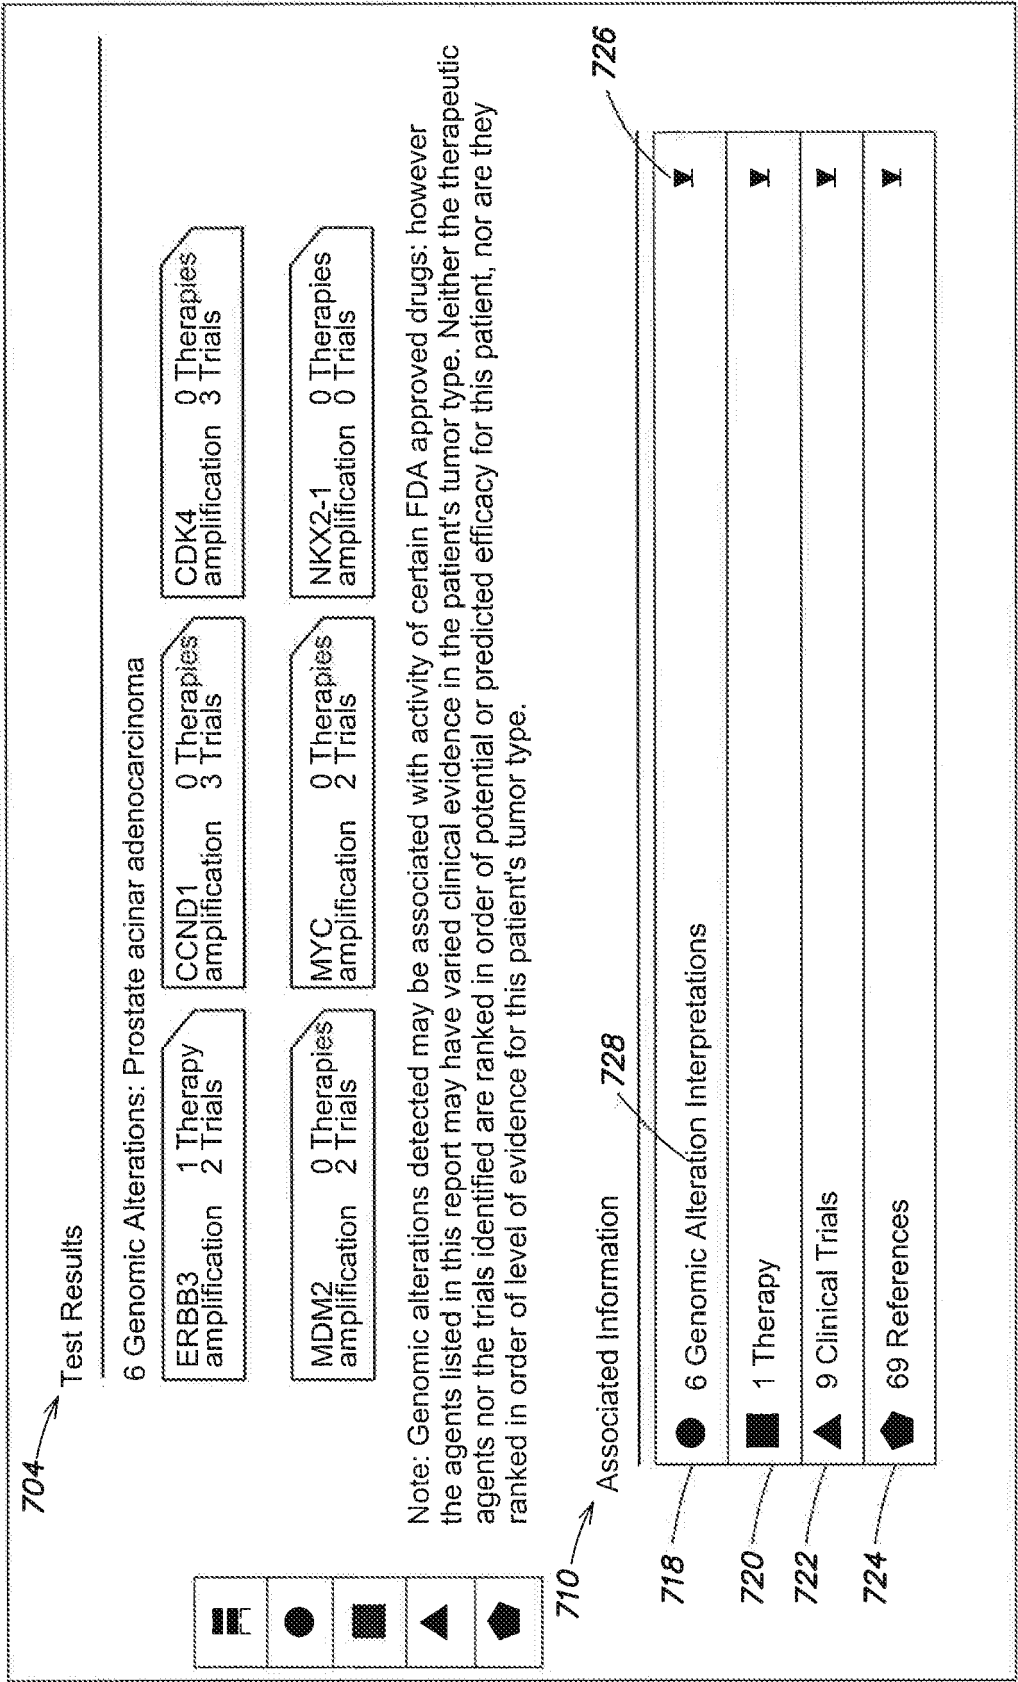 704
Test Results
6 Genomic Alterations: Prostate acinar adenocarcinoma
ERBB3
amplification
1 Therapy
2 Trials
CCND1
amplification
0 Therapies
3 Trials
CDK4
amplification
0 Therapies
3 Trials
MDM2
amplification
0 Therapies
2 Trials
MYC
amplification
0 Therapies
2 Trials
NKX2-1
amplification
0 Therapies
0 Trials
Note: Genomic alterations detected may be associated with activity of certain FDA approved drugs: however
the agents listed in this report may have varied clinical evidence in the patient's tumor type. Neither the therapeutic
agents nor the trials identified are ranked in order of potential or predicted efficacy for this patient, nor are they
ranked in order of level of evidence for this patient's tumor type.
710
Associated Information
728
726
718
6 Genomic Alteration Interpretations
720
1 Therapy
722
9 Clinical Trials
724
69 References